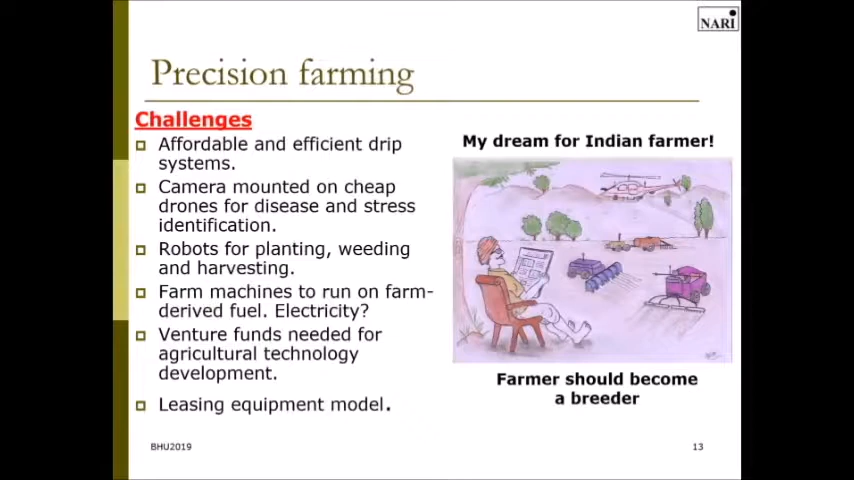 NARI
Precision farming
Challenges
Affordable and efficient drip
systems.
Camera mounted on cheap
drones for disease and stress
identification.
Robots for planting, weeding
and harvesting.
Farm machines to run on farm-
derived fuel. Electricity?
Venture funds needed for
agricultural technology
development.
Leasing equipment model.
My dream for Indian farmer!
Farmer should become
a breeder
BHU2019
13